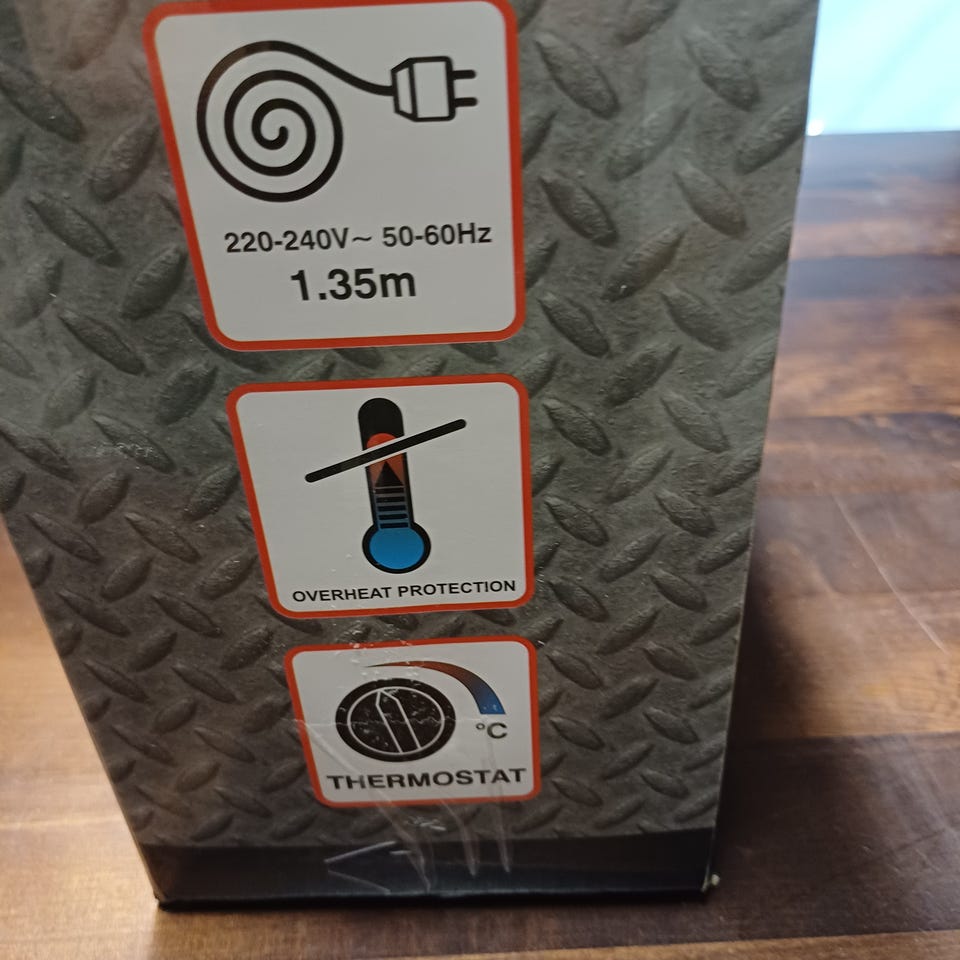 220-240V~ 50-60Hz
1.35m
OVERHEAT PROTECTION
°C
THERMOSTAT